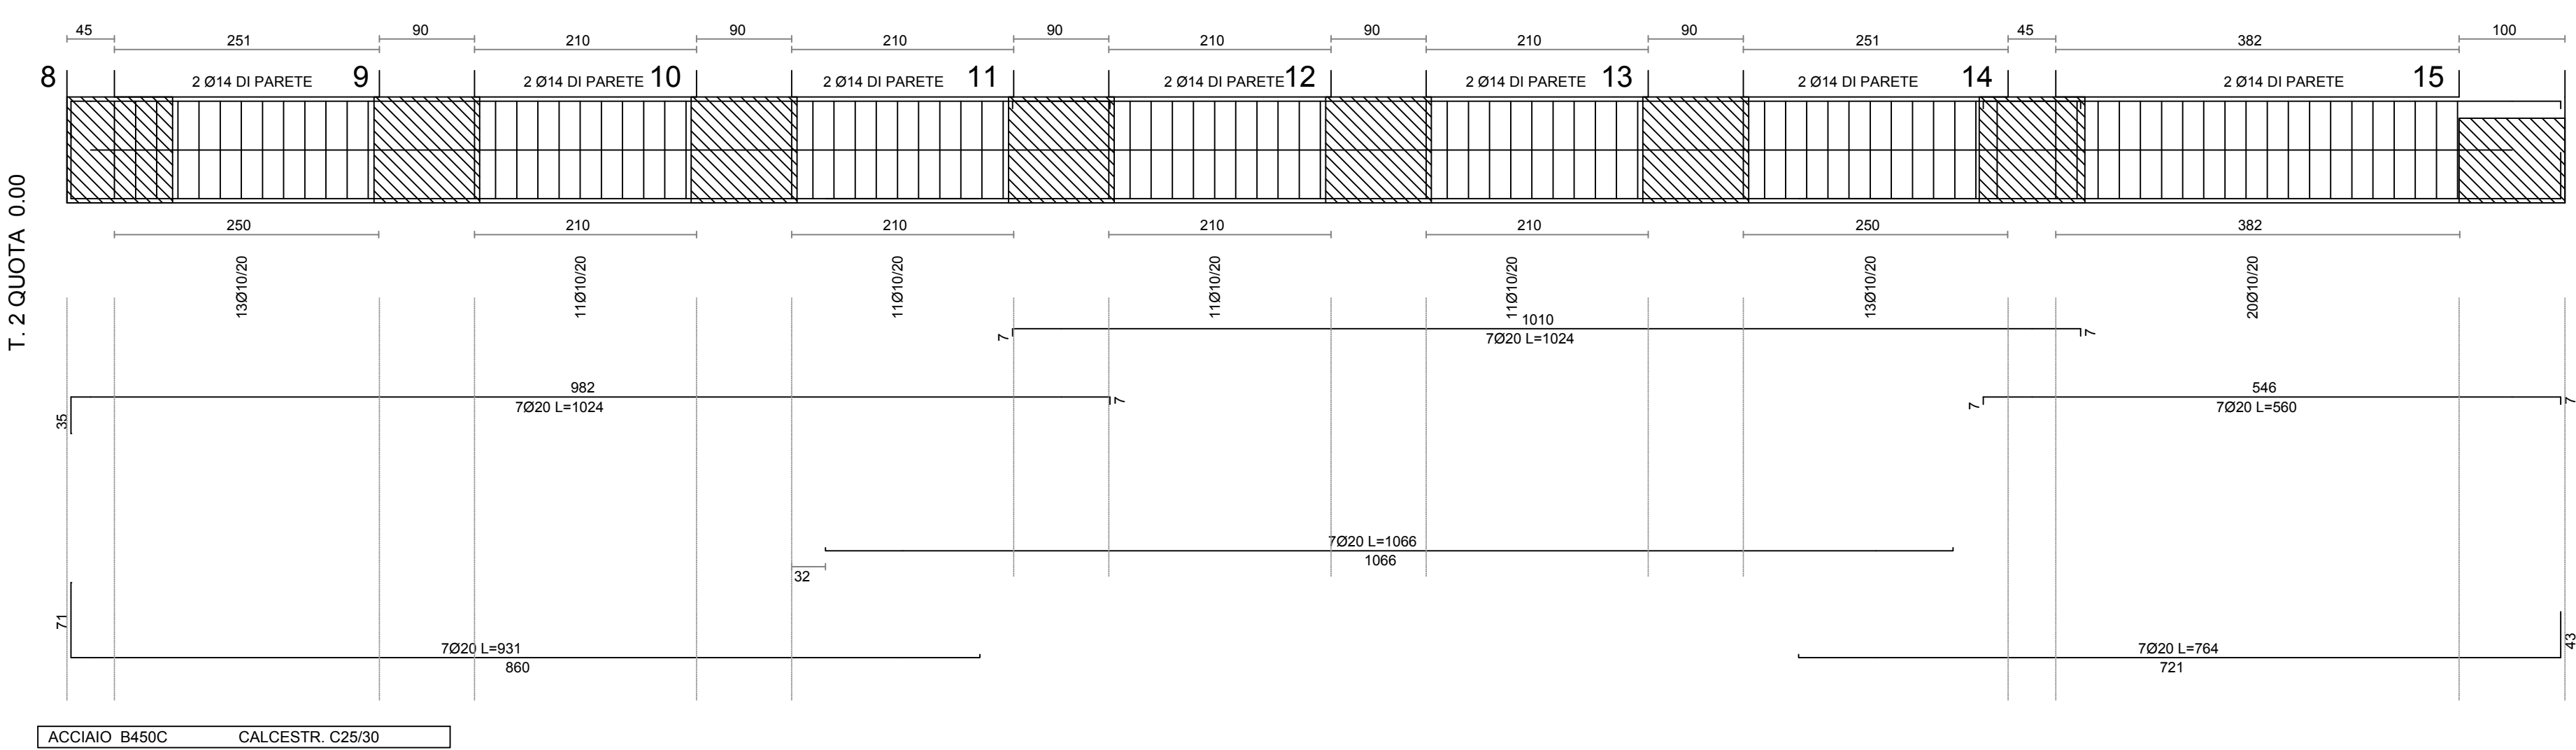 45 90 90 90 90 90 45 100
251 210 210 210 210 251 382
8 2 Ø14 DI PARETE 9 2 Ø14 DI PARETE 10 2 Ø14 DI PARETE 11 2 Ø14 DI PARETE 12 2 Ø14 DI PARETE 13 2 Ø14 DI PARETE 14 2 Ø14 DI PARETE 15
T. 2 QUOTA 0.00
250 210 210 210 210 250 382
13Ø10/20 11Ø10/20 11Ø10/20 11Ø10/20 11Ø10/20 13Ø10/20 20Ø10/20
1010
7 7Ø20 L=1024 7
982 546
35 7Ø20 L=1024 7 7 7Ø20 L=560 7
7Ø20 L=1066
32 1066
71 7Ø20 L=931 7Ø20 L=764 43
860 721
ACCIAIO B450C CALCESTR. C25/30